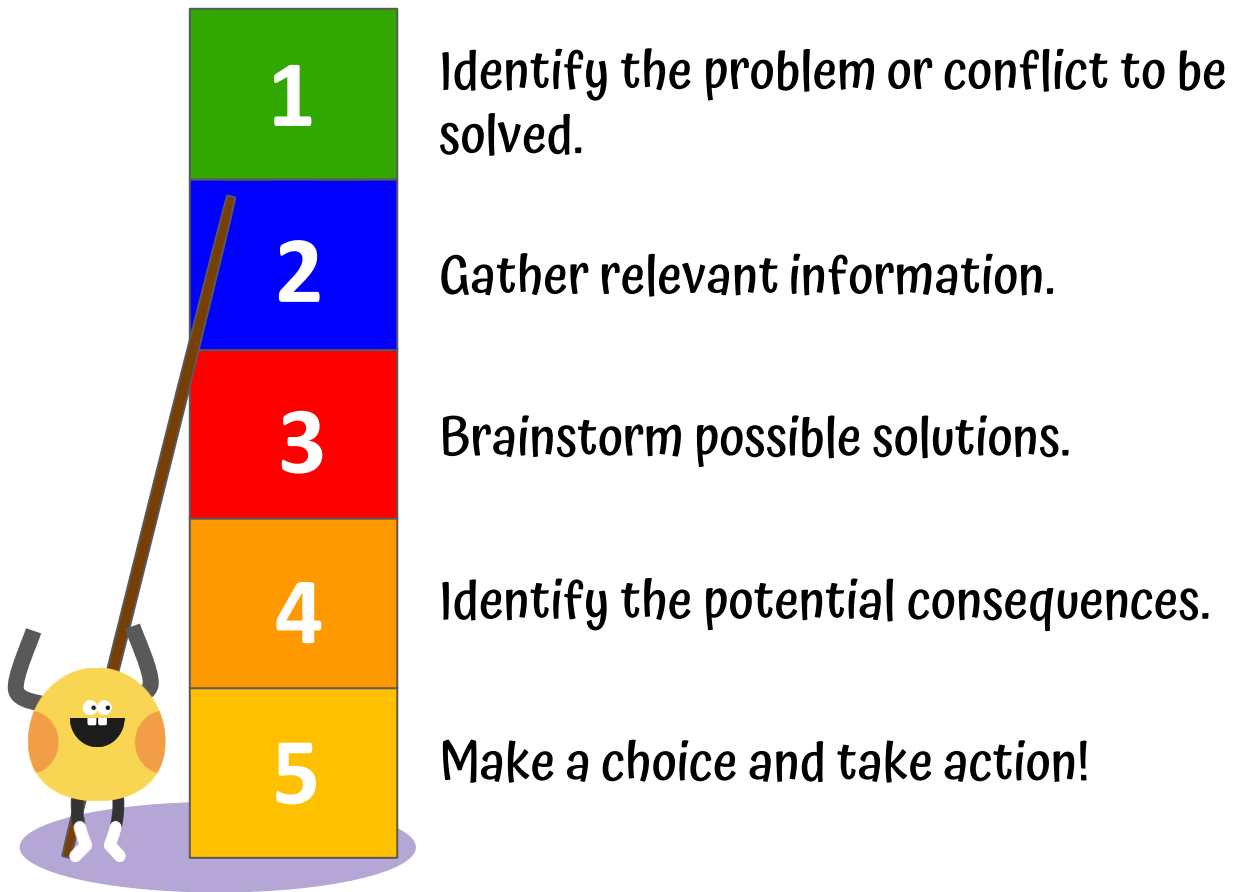 1
Identify the problem or conflict to be
solved.
2
Gather relevant information.
3
Brainstorm possible solutions.
4
Identify the potential consequences.
5
Make a choice and take action!